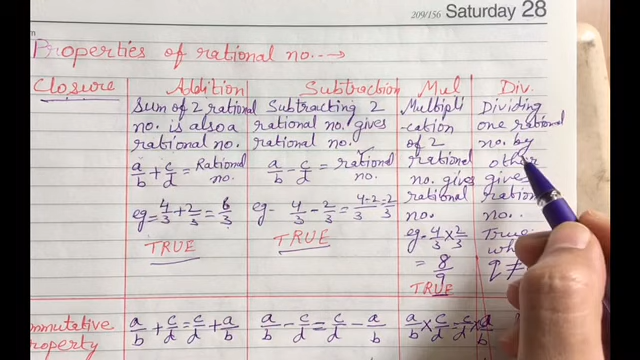 209/156 Saturday 28
Properties of rational no...→
Closure Addition Subtraction Mul Div.
Sum of 2 rational
no. is also a
rational no.
a/b + c/d = Rational
no.
eg = 4/3 + 2/3 = 6/3
TRUE
Subtracting 2
rational no. gives
rational no.
a/b - c/d = rational
no.
eg- 4/3 - 2/3 = 4-2/3 = 2/3
TRUE
Multipli
-cation
of 2
rational
no. gives
rational
no.
eg. 4/3 × 2/3
= 8/9
TRUE
Dividing
one rational
no. by
other
gives
no..
True
q ≠
Property
a/b + c/d = c/d + a/b
a/b - c/d = c/d - a/b
a/b × c/d = c/d × a/b